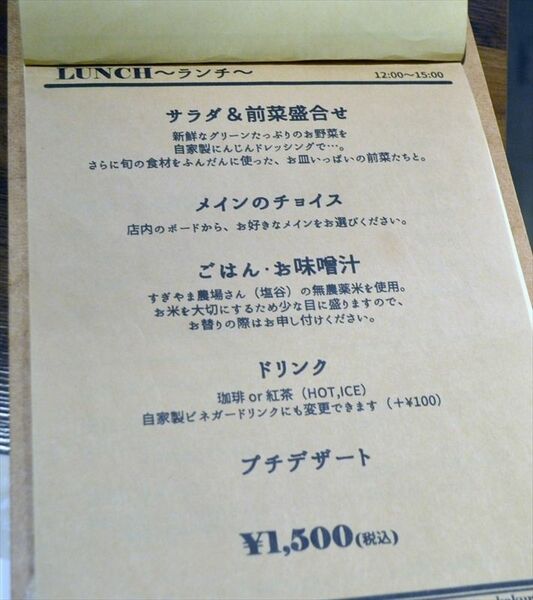 LUNCH～ランチ～ 12:00～15:00
サラダ＆前菜盛合せ
新鮮なグリーンたっぷりのお野菜を
自家製にんじんドレッシングで…。
さらに旬の食材をふんだんに使った、お皿いっぱいの前菜たちと。
メインのチョイス
店内のボードから、お好きなメインをお選びください。
ごはん・お味噌汁
すぎやま農場さん（塩谷）の無農薬米を使用。
お米を大切にするため少な目に盛りますので、
お替りの際はお申し付けください。
ドリンク
珈琲 or 紅茶（HOT,ICE）
自家製ビネガードリンクにも変更できます（＋¥100）
プチデザート
¥1,500(税込)